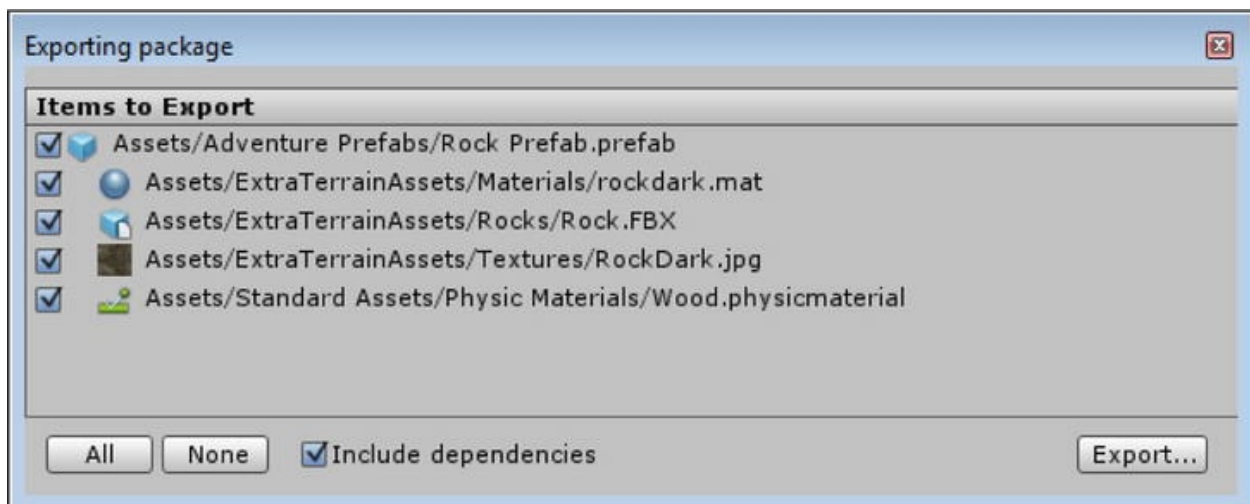 Exporting package
Items to Export
Assets/Adventure Prefabs/Rock Prefab.prefab
Assets/ExtraTerrainAssets/Materials/rockdark.mat
Assets/ExtraTerrainAssets/Rocks/Rock.FBX
Assets/ExtraTerrainAssets/Textures/RockDark.jpg
Assets/Standard Assets/Physic Materials/Wood.physicmaterial
All None Include dependencies Export...